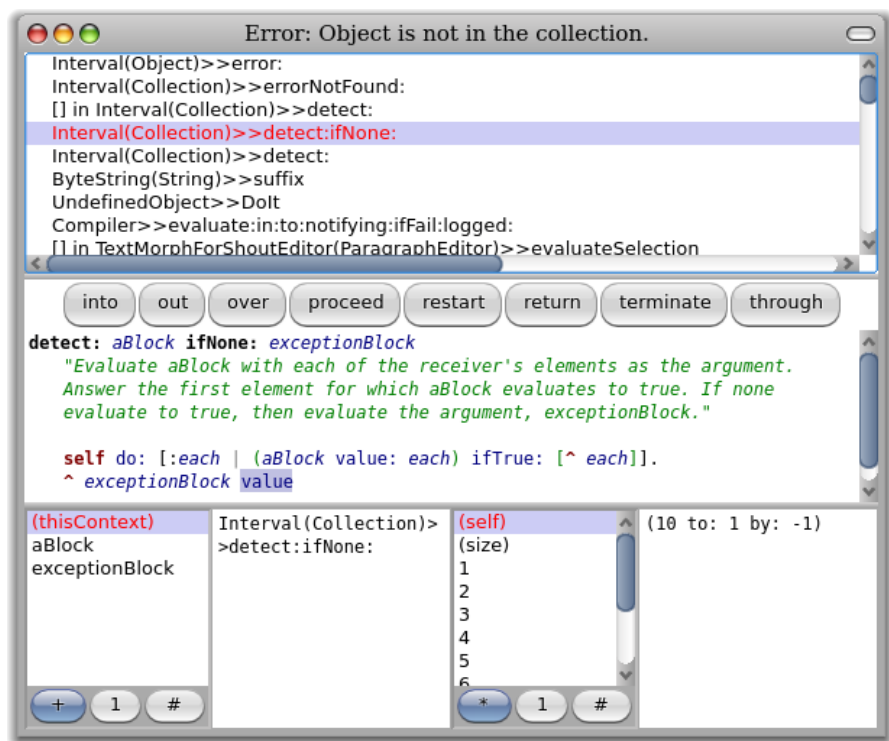 Error: Object is not in the collection.
Interval(Object)>>error:
Interval(Collection)>>errorNotFound:
[] in Interval(Collection)>>detect:
Interval(Collection)>>detect:ifNone:
Interval(Collection)>>detect:
ByteString(String)>>suffix
UndefinedObject>>DoIt
Compiler>>evaluate:in:to:notifying:ifFail:logged:
[] in TextMorphForShoutEditor(ParagraphEditor)>>evaluateSelection
into out over proceed restart return terminate through
detect: aBlock ifNone: exceptionBlock
"Evaluate aBlock with each of the receiver's elements as the argument.
Answer the first element for which aBlock evaluates to true. If none
evaluate to true, then evaluate the argument, exceptionBlock."
self do: [:each | (aBlock value: each) ifTrue: [^ each]].
^ exceptionBlock value
(thisContext)
aBlock
exceptionBlock
+ 1 #
Interval(Collection)>
>detect:ifNone:
(self)
(size)
1
2
3
4
5
6
* 1 #
(10 to: 1 by: -1)